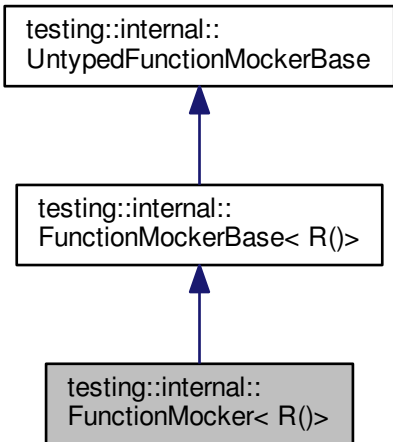 testing::internal::
UntypedFunctionMockerBase
testing::internal::
FunctionMockerBase< R()>
testing::internal::
FunctionMocker< R()>